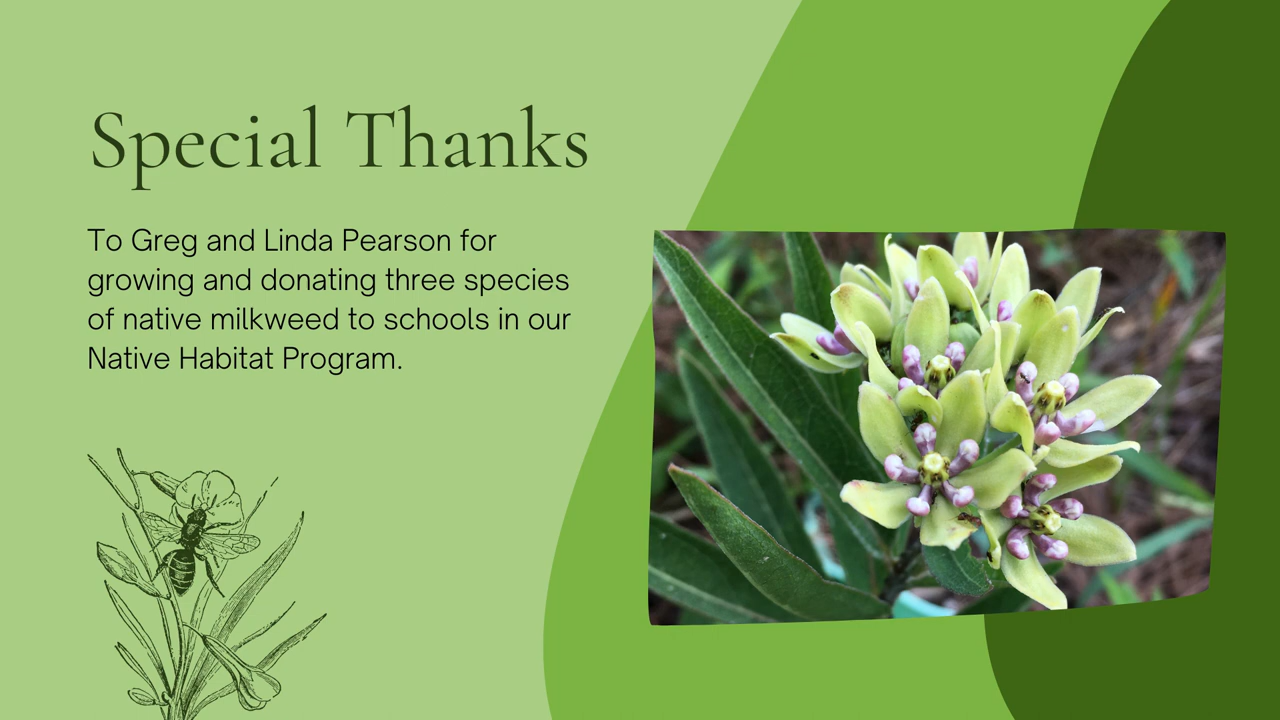 Special Thanks
To Greg and Linda Pearson for
growing and donating three species
of native milkweed to schools in our
Native Habitat Program.